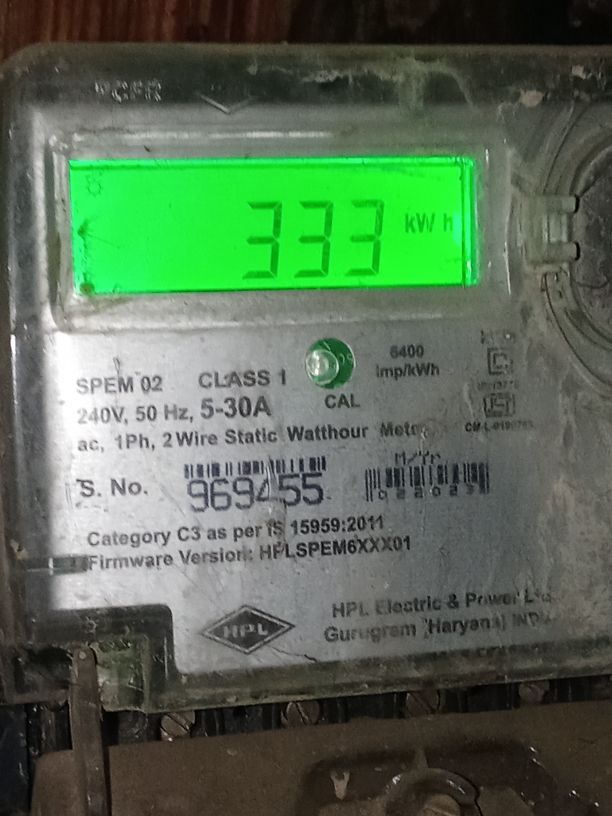 333 kWh
6400
imp/kWh
SPEM 02 CLASS 1
CAL
240V, 50 Hz, 5-30A
ac, 1Ph, 2 Wire Static Watthour
M/Yr
S. No. 969455
022023
Category C3 as per IS 15959:2011
Firmware Version: HPLSPEM6XXX01
HPL
HPL Electric & Power
Gurugram (Haryana)